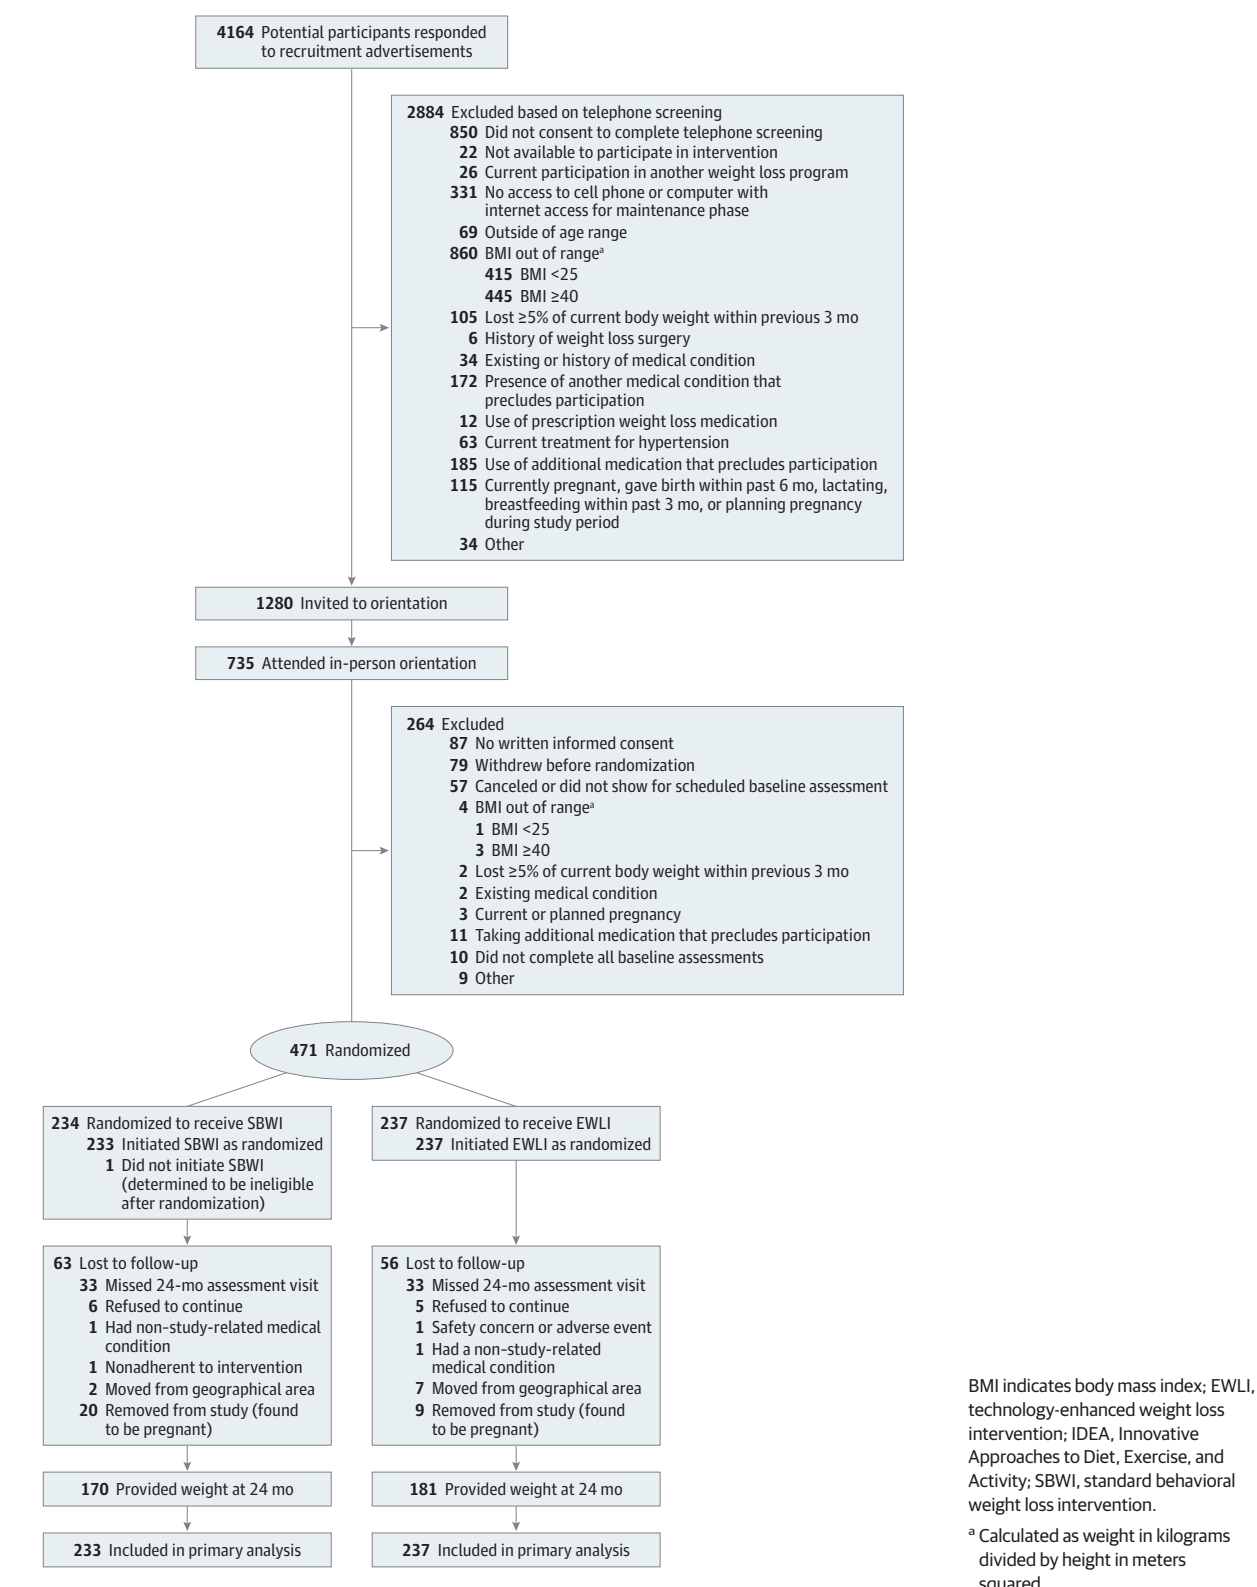 4164 Potential participants responded
to recruitment advertisements
2884 Excluded based on telephone screening
850 Did not consent to complete telephone screening
22 Not available to participate in intervention
26 Current participation in another weight loss program
331 No access to cell phone or computer with
internet access for maintenance phase
69 Outside of age range
860 BMI out of rangeᵃ
415 BMI <25
445 BMI ≥40
105 Lost ≥5% of current body weight within previous 3 mo
6 History of weight loss surgery
34 Existing or history of medical condition
172 Presence of another medical condition that
precludes participation
12 Use of prescription weight loss medication
63 Current treatment for hypertension
185 Use of additional medication that precludes participation
115 Currently pregnant, gave birth within past 6 mo, lactating,
breastfeeding within past 3 mo, or planning pregnancy
during study period
34 Other
1280 Invited to orientation
735 Attended in-person orientation
264 Excluded
87 No written informed consent
79 Withdrew before randomization
57 Canceled or did not show for scheduled baseline assessment
4 BMI out of rangeᵃ
1 BMI <25
3 BMI ≥40
2 Lost ≥5% of current body weight within previous 3 mo
2 Existing medical condition
3 Current or planned pregnancy
11 Taking additional medication that precludes participation
10 Did not complete all baseline assessments
9 Other
471 Randomized
234 Randomized to receive SBWI
233 Initiated SBWI as randomized
1 Did not initiate SBWI
(determined to be ineligible
after randomization)
237 Randomized to receive EWLI
237 Initiated EWLI as randomized
63 Lost to follow-up
33 Missed 24-mo assessment visit
6 Refused to continue
1 Had non-study-related medical
condition
1 Nonadherent to intervention
2 Moved from geographical area
20 Removed from study (found
to be pregnant)
56 Lost to follow-up
33 Missed 24-mo assessment visit
5 Refused to continue
1 Safety concern or adverse event
1 Had a non-study-related
medical condition
7 Moved from geographical area
9 Removed from study (found
to be pregnant)
170 Provided weight at 24 mo
181 Provided weight at 24 mo
233 Included in primary analysis
237 Included in primary analysis
BMI indicates body mass index; EWLI,
technology-enhanced weight loss
intervention; IDEA, Innovative
Approaches to Diet, Exercise, and
Activity; SBWI, standard behavioral
weight loss intervention.
ᵃ Calculated as weight in kilograms
divided by height in meters
squared